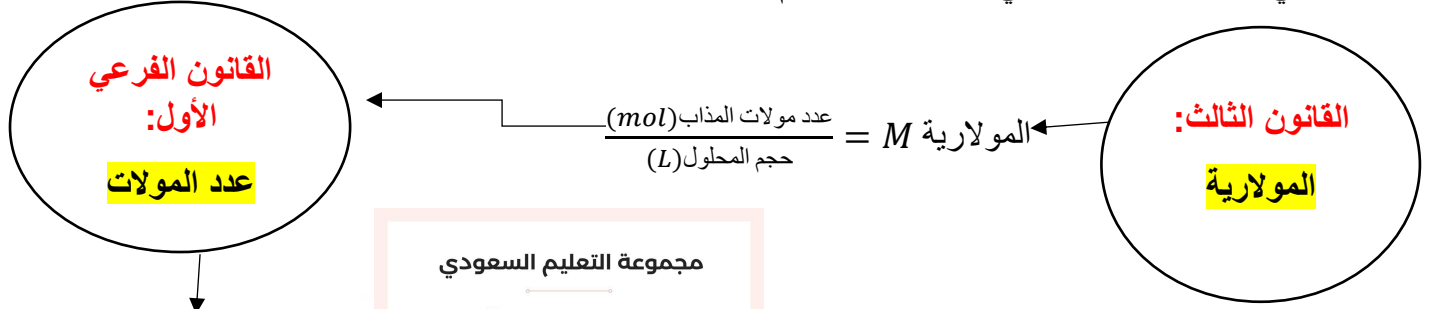 القانون الثالث:
المولارية
المولارية M = عدد مولات المذاب(mol)
حجم المحلول(L)
القانون الفرعي
الأول:
عدد المولات
مجموعة التعليم السعودي